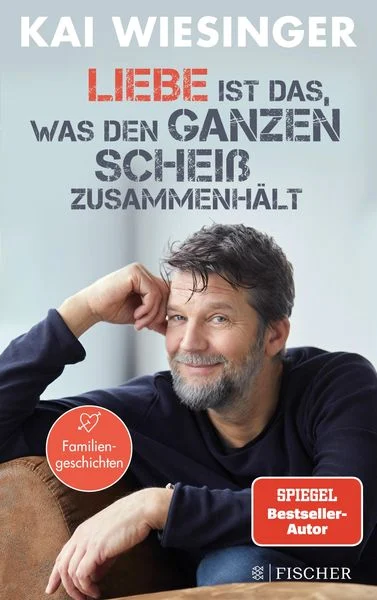 KAI WIESINGER
LIEBE IST DAS,
WAS DEN GANZEN
SCHEIß
ZUSAMMENHÄLT
Familien-
geschichten
SPIEGEL
Bestseller-
Autor
FISCHER